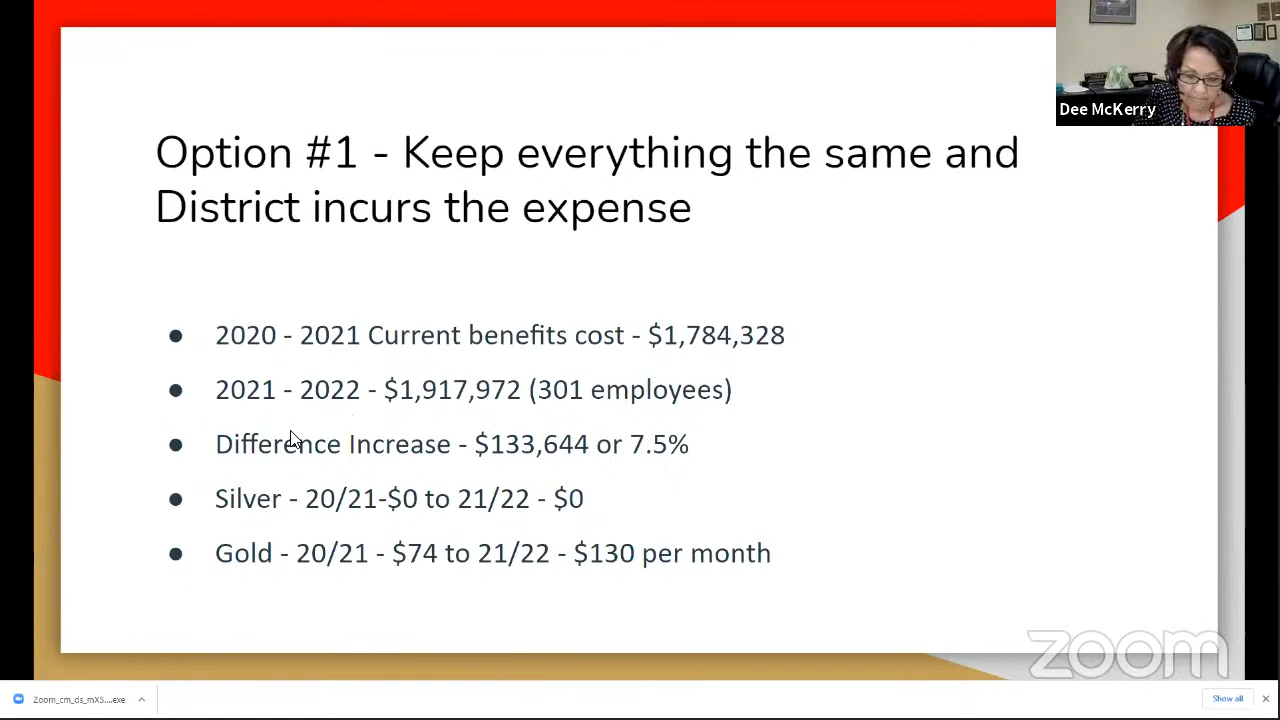 Dee McKerry
Option #1 - Keep everything the same and
District incurs the expense
● 2020 - 2021 Current benefits cost - $1,784,328
● 2021 - 2022 - $1,917,972 (301 employees)
● Difference Increase - $133,644 or 7.5%
● Silver - 20/21-$0 to 21/22 - $0
● Gold - 20/21 - $74 to 21/22 - $130 per month
zoom
Zoom_cm_ds_mX5....exe
Show all